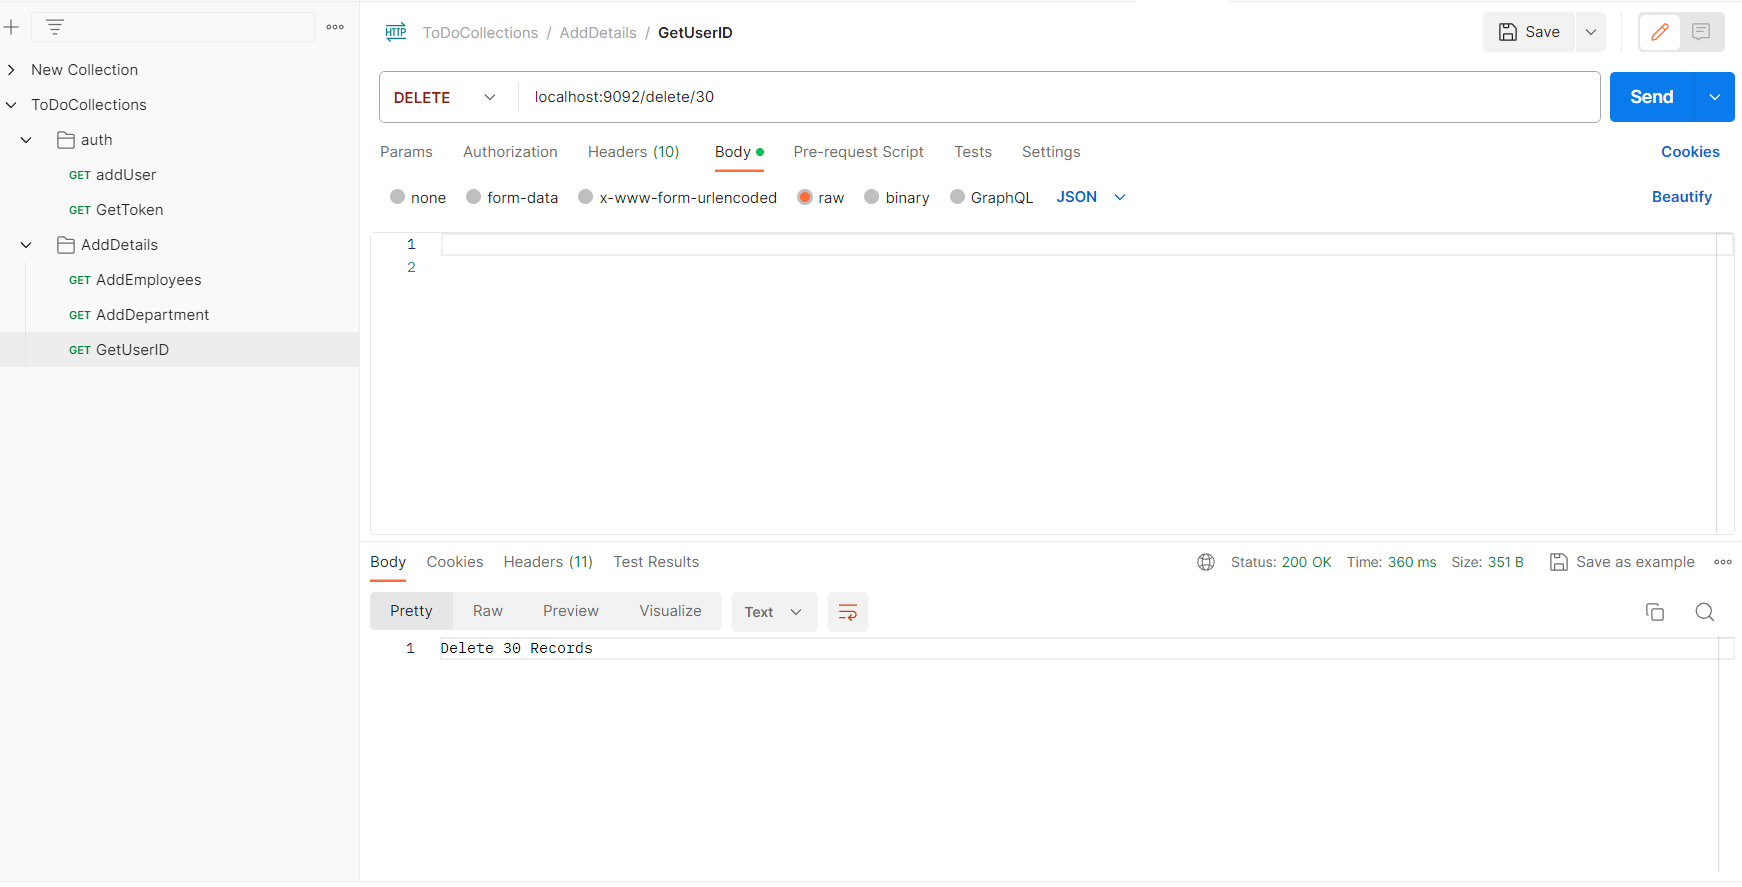 New Collection
ToDoCollections
auth
GET addUser
GET GetToken
AddDetails
GET AddEmployees
GET AddDepartment
GET GetUserID
HTTP ToDoCollections / AddDetails / GetUserID
Save
DELETE localhost:9092/delete/30 Send
Params Authorization Headers (10) Body Pre-request Script Tests Settings Cookies
none form-data x-www-form-urlencoded raw binary GraphQL JSON Beautify
1
2
Body Cookies Headers (11) Test Results Status: 200 OK Time: 360 ms Size: 351 B Save as example
Pretty Raw Preview Visualize Text
1 Delete 30 Records